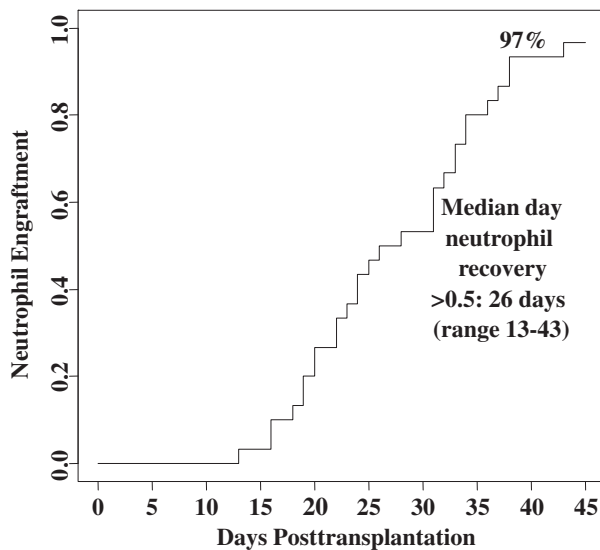 97%
Median day
neutrophil
recovery
>0.5: 26 days
(range 13-43)
Neutrophil Engraftment
1.0
0.8
0.6
0.4
0.2
0.0
0 5 10 15 20 25 30 35 40 45
Days Posttransplantation